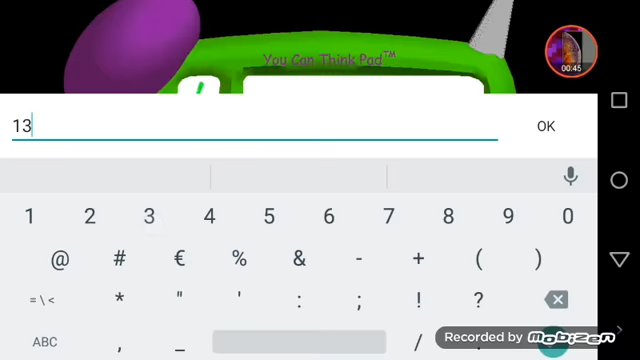 You Can Think Pad™
!
00:45
13
OK
1 2 3 4 5 6 7 8 9 0
@ # € % & - + ( )
= \ < * " ' : ; ! ?
ABC , _ / .
Recorded by mobizen